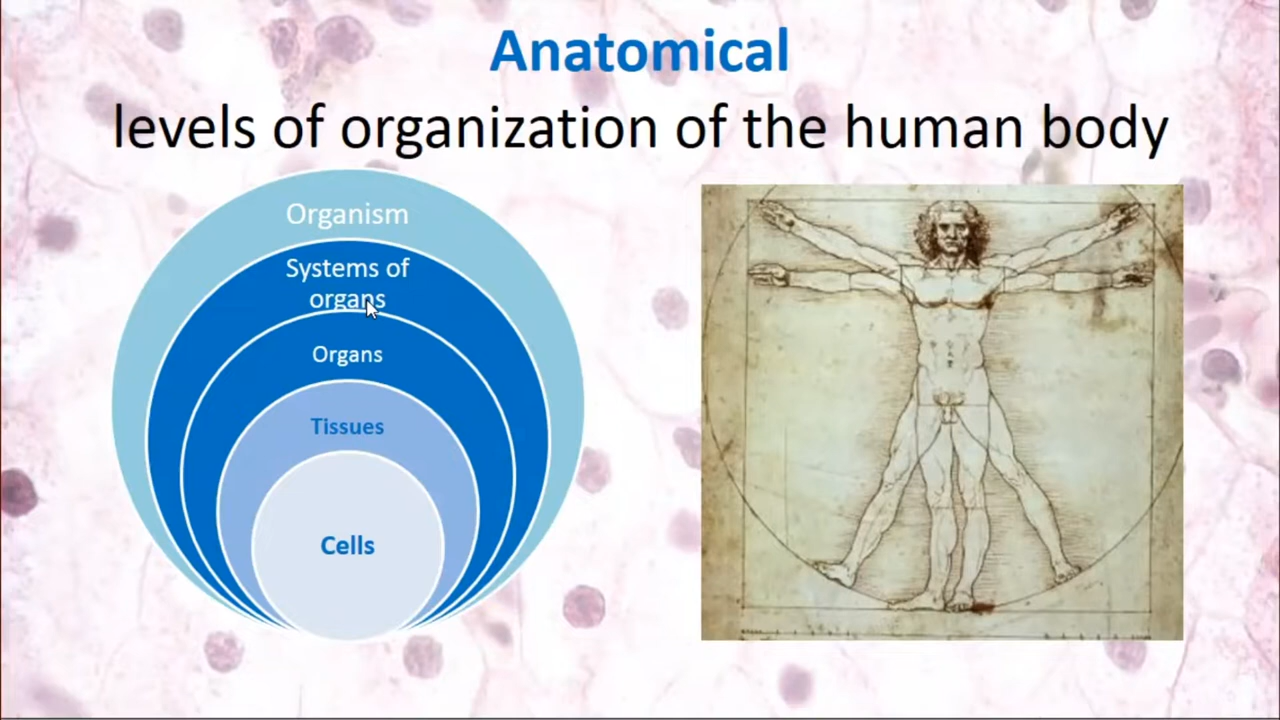 Anatomical
levels of organization of the human body
Organism
Systems of
organs
Organs
Tissues
Cells